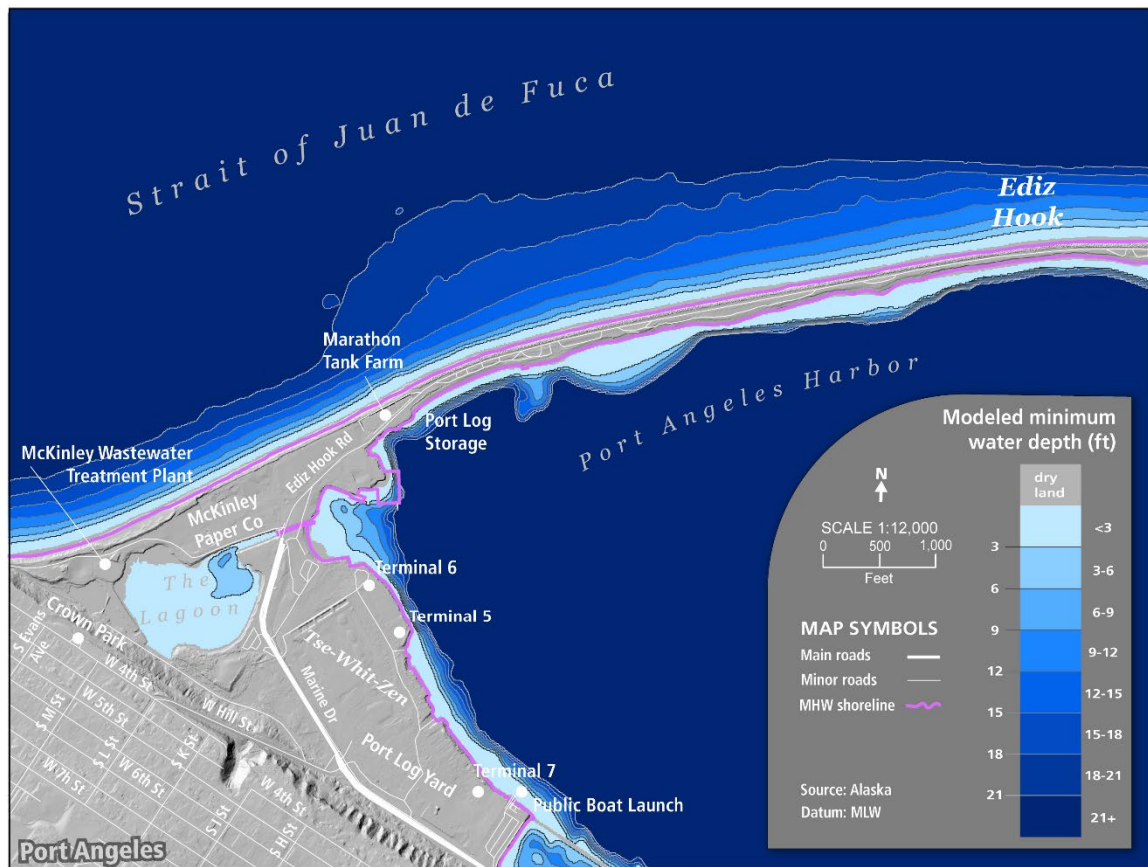 Strait of Juan de Fuca
Ediz
Hook
Marathon
Tank Farm
Port Angeles Harbor
Port Log
Storage
McKinley Wastewater
Treatment Plant
Ediz Hook Rd
McKinley
Paper Co
The
Lagoon
Terminal 6
Terminal 5
Crown Park
S Evans
Ave
Tse-Whit-Zen
Marine Dr
W 4th St
W Hill St
S M St
W 5th St
S L St
S K St
W 6th St
W 7th St
W 4th St
S I St
S H St
Port Log Yard
Terminal 7
Public Boat Launch
Port Angeles
Modeled minimum
water depth (ft)
dry
land
<3
3
3-6
6
6-9
9
9-12
12
12-15
15
15-18
18
18-21
21
21+
N
SCALE 1:12,000
0 500 1,000
Feet
MAP SYMBOLS
Main roads
Minor roads
MHW shoreline
Source: Alaska
Datum: MLW